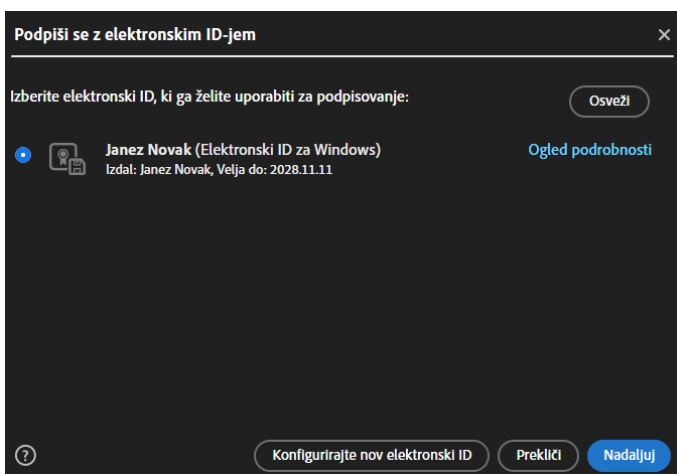 Podpiši se z elektronskim ID-jem
Izberite elektronski ID, ki ga želite uporabiti za podpisovanje:
Osveži
Janez Novak (Elektronski ID za Windows)
Ogled podrobnosti
Izdal: Janez Novak, Velja do: 2028.11.11
Konfigurirajte nov elektronski ID
Prekliči
Nadaljuj